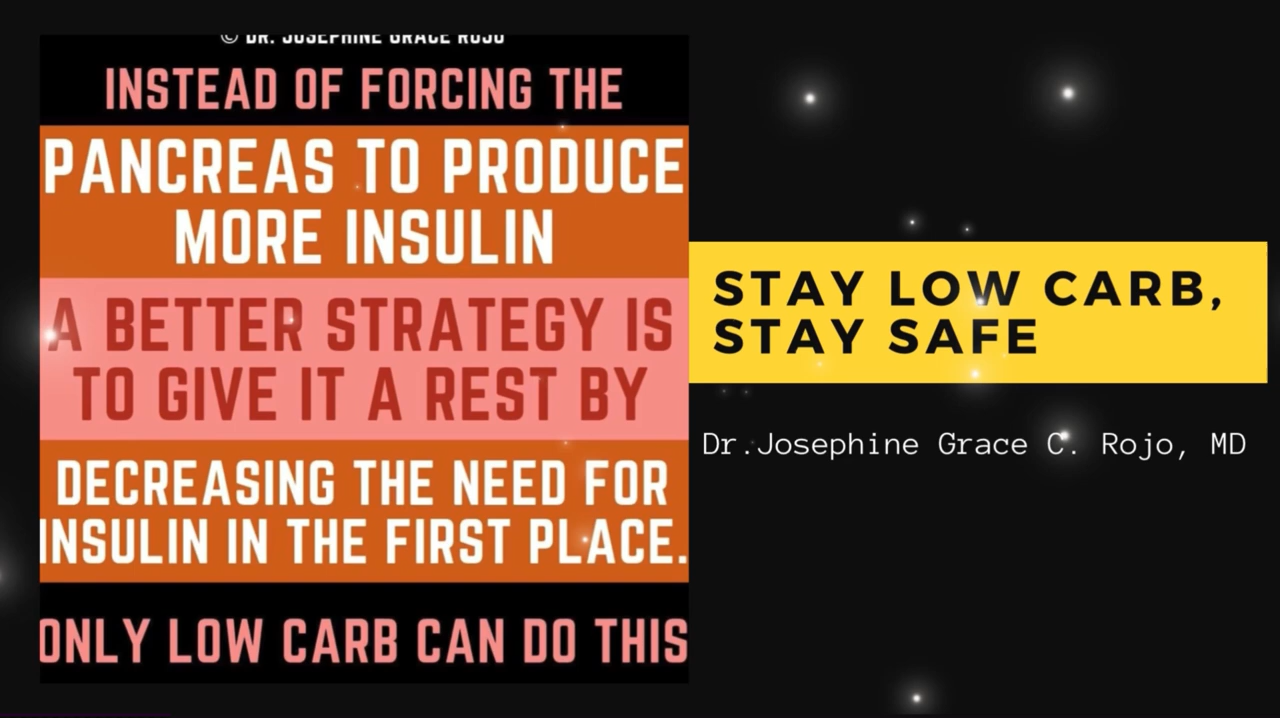 © DR. JOSEPHINE GRACE ROJO
INSTEAD OF FORCING THE
PANCREAS TO PRODUCE
MORE INSULIN
A BETTER STRATEGY IS
TO GIVE IT A REST BY
DECREASING THE NEED FOR
INSULIN IN THE FIRST PLACE.
ONLY LOW CARB CAN DO THIS
STAY LOW CARB,
STAY SAFE
Dr.Josephine Grace C. Rojo, MD